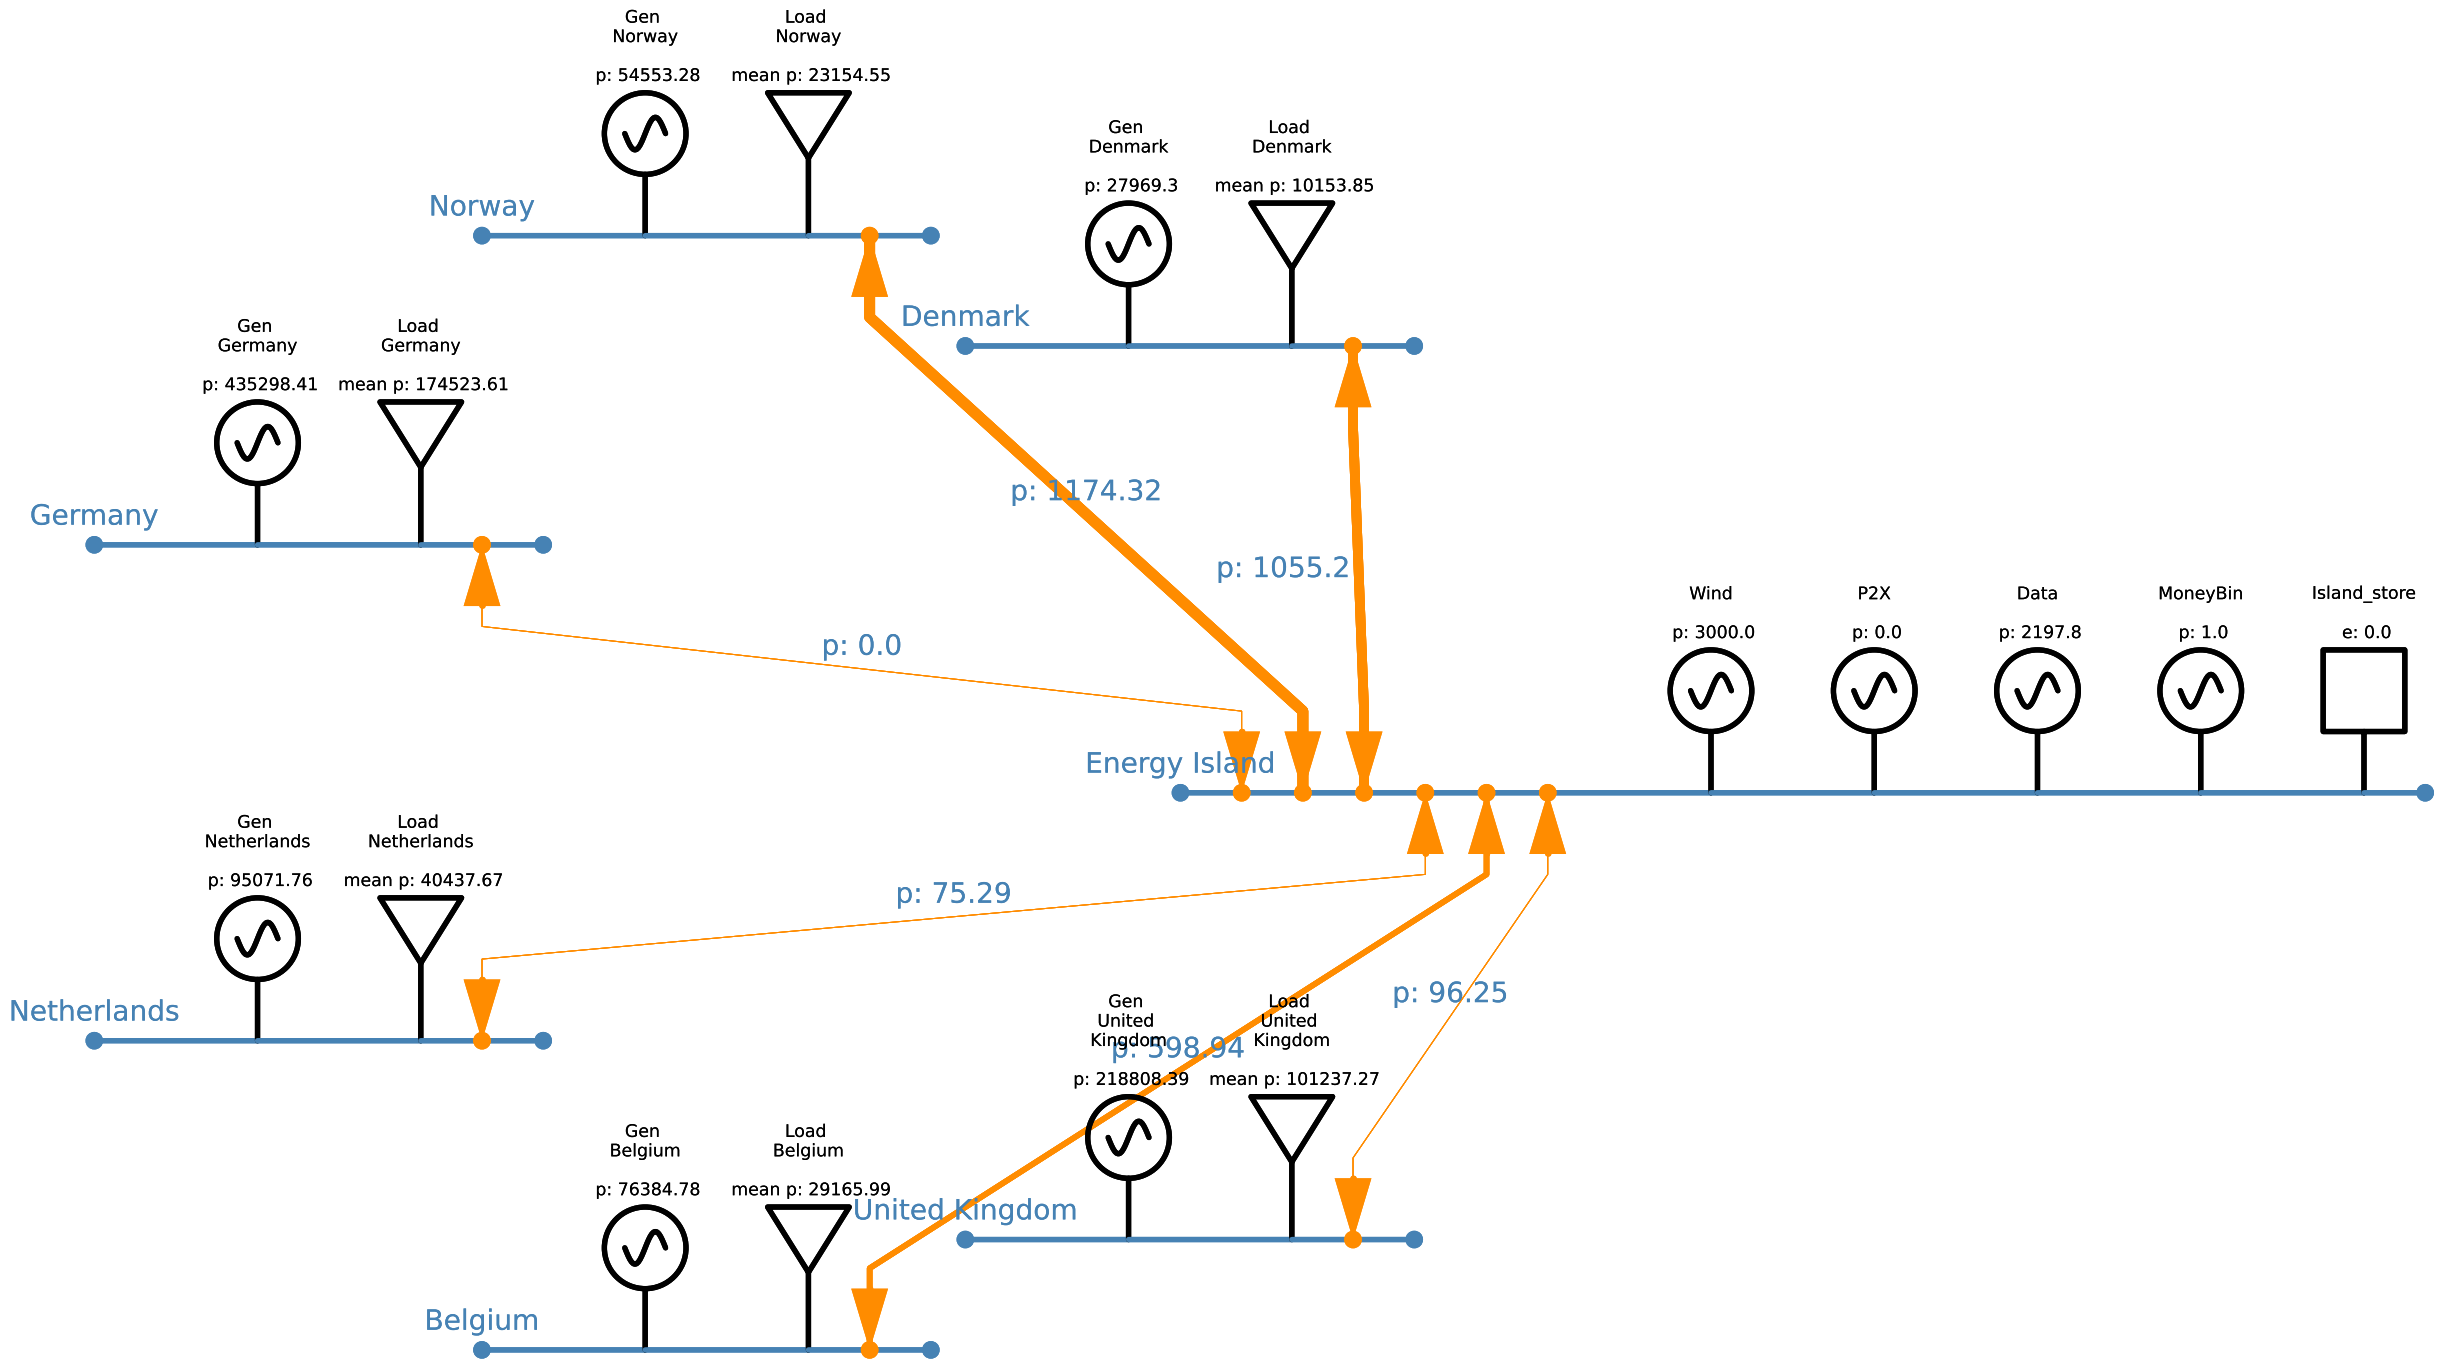 Gen
Norway
p: 54553.28
Load
Norway
mean p: 23154.55
Norway
Gen
Denmark
p: 27969.3
Load
Denmark
mean p: 10153.85
Denmark
Gen
Germany
p: 435298.41
Load
Germany
mean p: 174523.61
Germany
p: 1174.32
p: 1055.2
p: 0.0
Wind
p: 3000.0
P2X
p: 0.0
Data
p: 2197.8
MoneyBin
p: 1.0
Island_store
e: 0.0
Energy Island
Gen
Netherlands
p: 95071.76
Load
Netherlands
mean p: 40437.67
Netherlands
p: 75.29
p: 96.25
p: 598.94
Gen
United
Kingdom
p: 218808.39
Load
United
Kingdom
mean p: 101237.27
United Kingdom
Gen
Belgium
p: 76384.78
Load
Belgium
mean p: 29165.99
Belgium